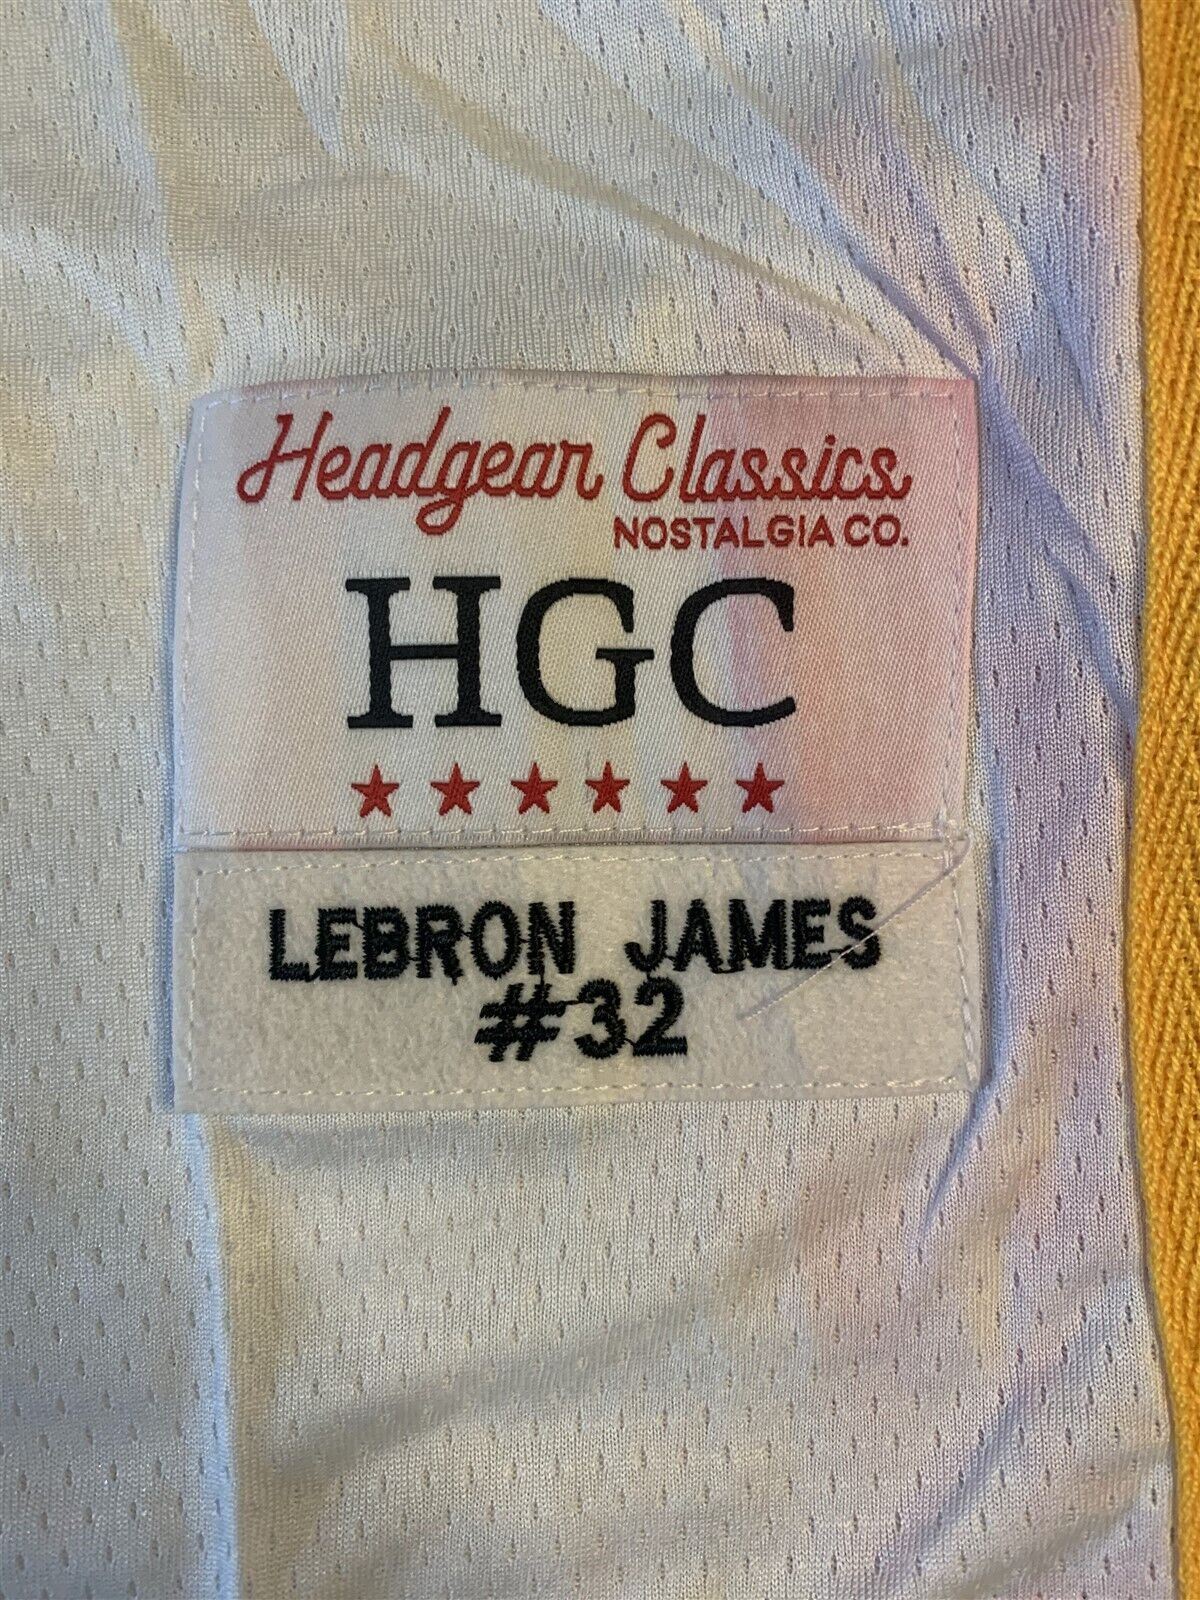 Headgear Classics
NOSTALGIA CO.
HGC
LEBRON JAMES
#32